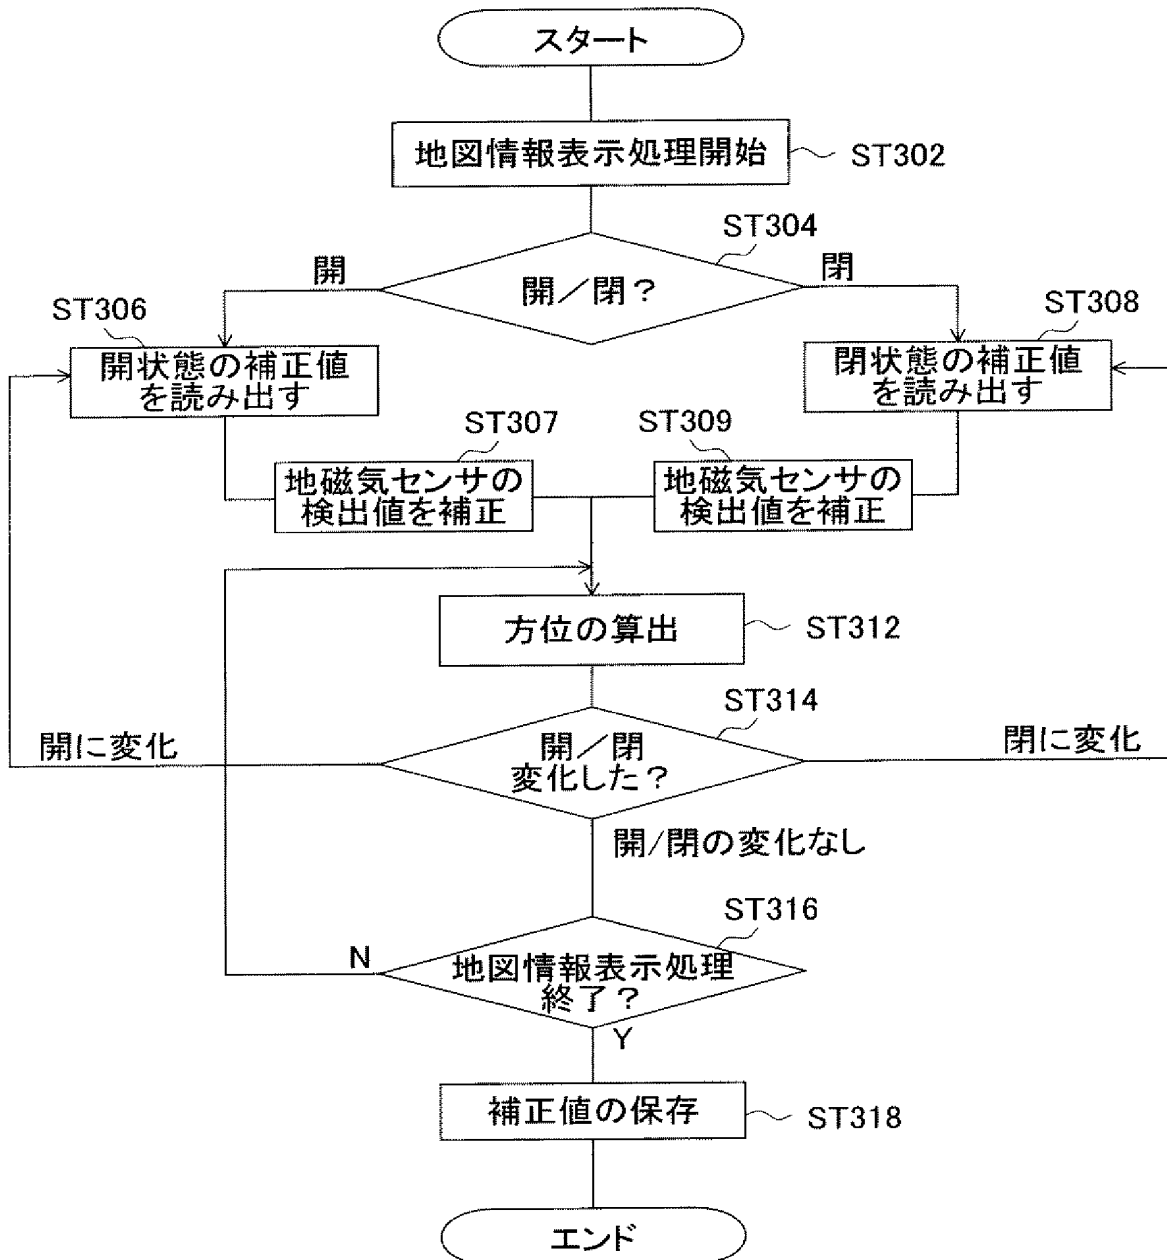 スタート
地図情報表示処理開始
ST302
ST304
開／閉？
開
閉
ST306
開状態の補正値
を読み出す
ST308
閉状態の補正値
を読み出す
ST307
地磁気センサの
検出値を補正
ST309
地磁気センサの
検出値を補正
方位の算出
ST312
ST314
開／閉
変化した？
開に変化
閉に変化
開/閉の変化なし
ST316
地図情報表示処理
終了？
N
Y
補正値の保存
ST318
エンド